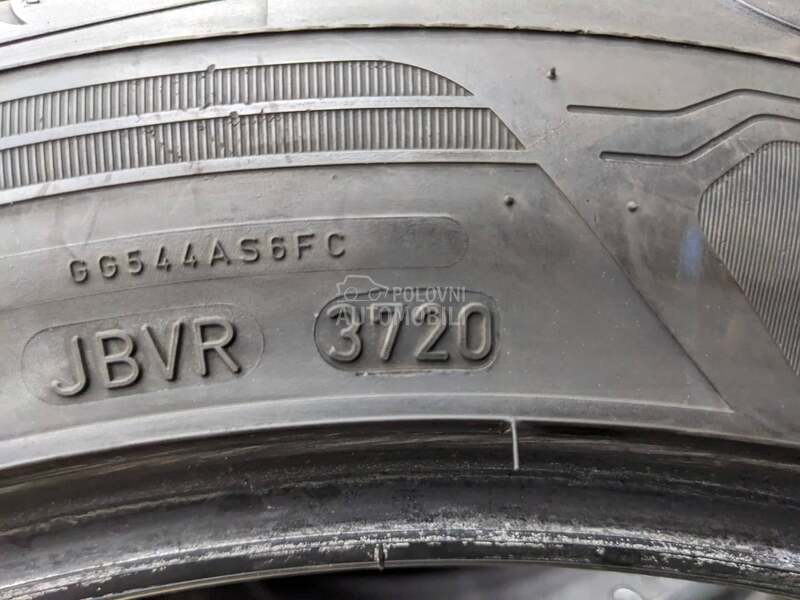 GG544AS6FC
JBVR 3720
POLOVNI
AUTOMOBILI